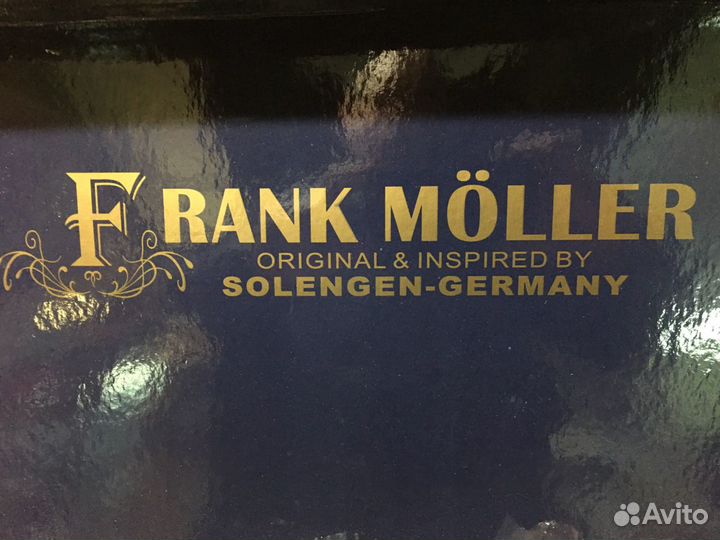 FRANK MÖLLER
ORIGINAL & INSPIRED BY
SOLENGEN-GERMANY
Avito